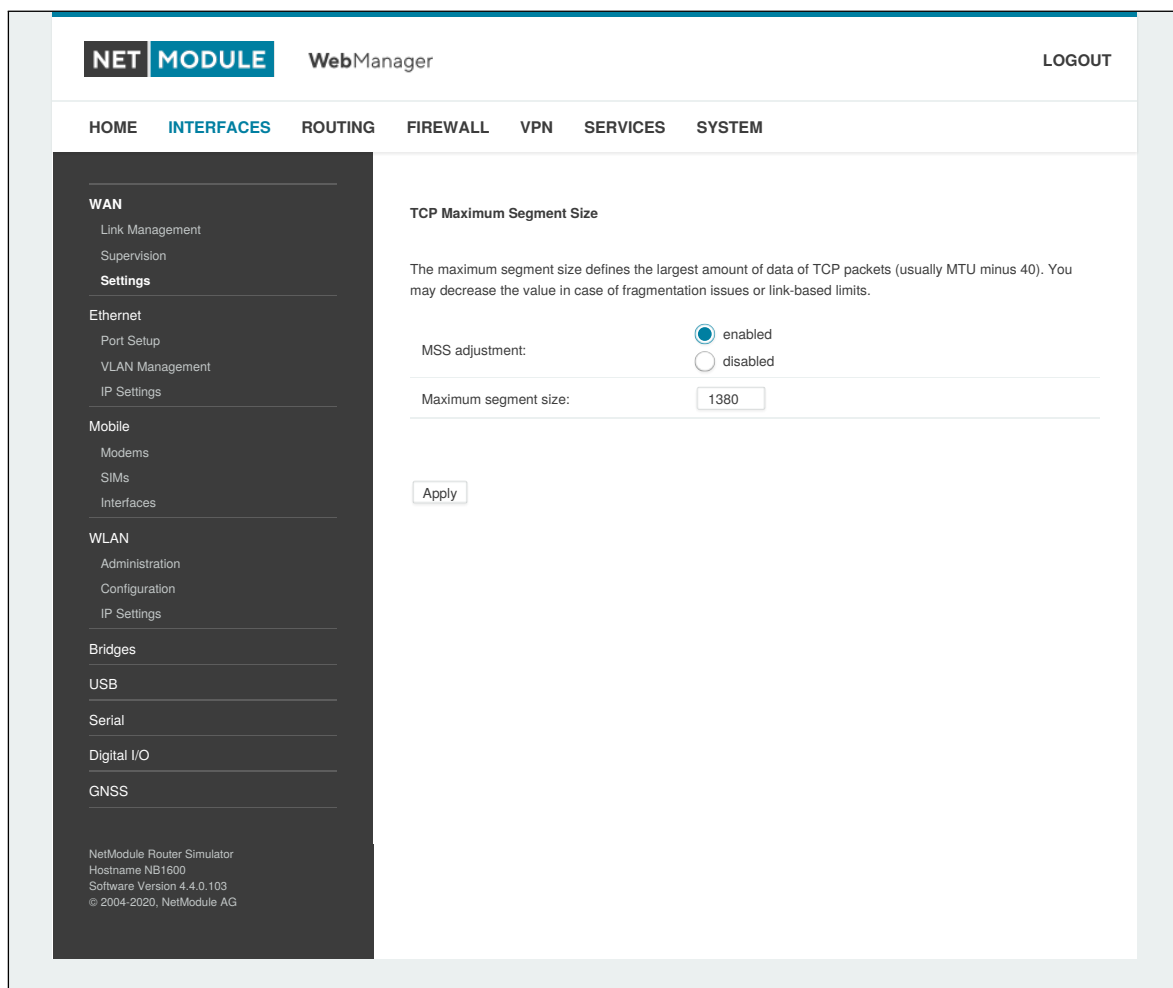 NET MODULE WebManager LOGOUT
HOME INTERFACES ROUTING FIREWALL VPN SERVICES SYSTEM
WAN
Link Management
Supervision
Settings
Ethernet
Port Setup
VLAN Management
IP Settings
Mobile
Modems
SIMs
Interfaces
WLAN
Administration
Configuration
IP Settings
Bridges
USB
Serial
Digital I/O
GNSS
NetModule Router Simulator
Hostname NB1600
Software Version 4.4.0.103
© 2004-2020, NetModule AG
TCP Maximum Segment Size
The maximum segment size defines the largest amount of data of TCP packets (usually MTU minus 40). You
may decrease the value in case of fragmentation issues or link-based limits.
MSS adjustment:
enabled
disabled
Maximum segment size: 1380
Apply